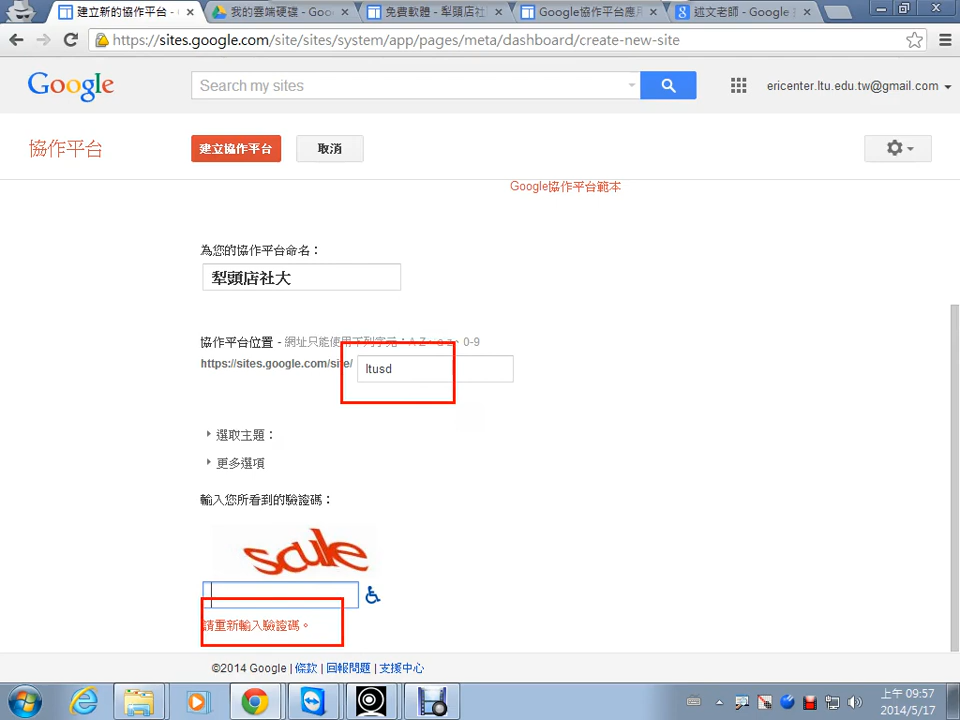 建立新的協作平台 -
我的雲端硬碟 - Goo
免費軟體 - 犁頭店社
Google協作平台應用
述文老師 - Google
https://sites.google.com/site/sites/system/app/pages/meta/dashboard/create-new-site
Google
Search my sites
ericenter.ltu.edu.tw@gmail.com
協作平台
建立協作平台
取消
Google協作平台範本
為您的協作平台命名：
犁頭店社大
協作平台位置 - 網址只能使用下列字元：A-Z、a-z、0-9
https://sites.google.com/site/
ltusd
選取主題：
更多選項
輸入您所看到的驗證碼：
scule
請重新輸入驗證碼。
©2014 Google | 條款 | 回報問題 | 支援中心
上午 09:57
2014/5/17